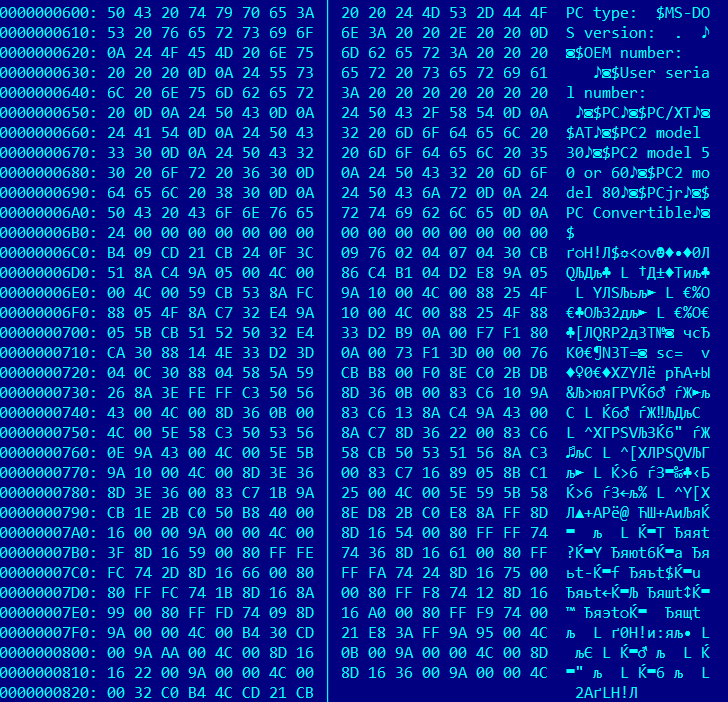 0000000600: 50 43 20 74 79 70 65 3A 20 20 24 4D 53 2D 44 4F PC type:  $MS-DO
0000000610: 53 20 76 65 72 73 69 6F 6E 3A 20 20 2E 20 20 0D S version:  .  ♪
0000000620: 0A 24 4F 45 4D 20 6E 75 6D 62 65 72 3A 20 20 20 ◙$OEM number:
0000000630: 20 20 20 0D 0A 24 55 73 65 72 20 73 65 72 69 61    ♪◙$User seria
0000000640: 6C 20 6E 75 6D 62 65 72 3A 20 20 20 20 20 20 20 l number:
0000000650: 20 0D 0A 24 50 43 0D 0A 24 50 43 2F 58 54 0D 0A  ♪◙$PC♪◙$PC/XT♪◙
0000000660: 24 41 54 0D 0A 24 50 43 32 20 6D 6F 64 65 6C 20 $AT♪◙$PC2 model
0000000670: 33 30 0D 0A 24 50 43 32 20 6D 6F 64 65 6C 20 35 30♪◙$PC2 model 5
0000000680: 30 20 6F 72 20 36 30 0D 0A 24 50 43 32 20 6D 6F 0 or 60♪◙$PC2 mo
0000000690: 64 65 6C 20 38 30 0D 0A 24 50 43 6A 72 0D 0A 24 del 80♪◙$PCjr♪◙$
00000006A0: 50 43 20 43 6F 6E 76 65 72 74 69 62 6C 65 0D 0A PC Convertible♪◙
00000006B0: 24 00 00 00 00 00 00 00 00 00 00 00 00 00 00 00 $
00000006C0: B4 09 CD 21 CB 24 0F 3C 09 76 02 04 07 04 30 CB ґoН!Л$☼<ov☻♦•♦0Л
00000006D0: 51 8A C4 9A 05 00 4C 00 86 C4 B1 04 D2 E8 9A 05 QЉДљ♣ L †Д±♦Тиљ♣
00000006E0: 00 4C 00 59 CB 53 8A FC 9A 10 00 4C 00 88 25 4F  L YЛSЉьљ► L €%O
00000006F0: 88 05 4F 8A C7 32 E4 9A 10 00 4C 00 88 25 4F 88 €♣OЉЗ2дљ► L €%O€
0000000700: 05 5B CB 51 52 50 32 E4 33 D2 B9 0A 00 F7 F1 80 ♣[ЛQRP2д3Т№◙ чсЂ
0000000710: CA 30 88 14 4E 33 D2 3D 0A 00 73 F1 3D 00 00 76 К0€¶N3Т=◙ sс=  v
0000000720: 04 0C 30 88 04 58 5A 59 CB B8 00 F0 8E C0 2B DB ♦♀0€♦XZYЛё рЋА+Ы
0000000730: 26 8A 3E FE FF C3 50 56 8D 36 0B 00 83 C6 10 9A &Љ>юяГPVЌ6♂ ѓЖ►љ
0000000740: 43 00 4C 00 8D 36 0B 00 83 C6 13 8A C4 9A 43 00 C L Ќ6♂ ѓЖ‼ЉДљC
0000000750: 4C 00 5E 58 C3 50 53 56 8A C7 8D 36 22 00 83 C6 L ^XГPSVЉЗЌ6" ѓЖ
0000000760: 0E 9A 43 00 4C 00 5E 5B 58 CB 50 53 51 56 8A C3 ♫љC L ^[XЛPSQVЉГ
0000000770: 9A 10 00 4C 00 8D 3E 36 00 83 C7 16 89 05 8B C1 љ► L Ќ>6 ѓЗ▬‰♣‹Б
0000000780: 8D 3E 36 00 83 C7 1B 9A 25 00 4C 00 5E 59 5B 58 Ќ>6 ѓЗ←љ% L ^Y[X
0000000790: CB 1E 2B C0 50 B8 40 00 8E D8 2B C0 E8 8A FF 8D Л▲+АPё@ ЋШ+АиЉяЌ
00000007A0: 16 00 00 9A 00 00 4C 00 8D 16 54 00 80 FF FF 74 ▬  љ  L Ќ▬T Ђяяt
00000007B0: 3F 8D 16 59 00 80 FF FE 74 36 8D 16 61 00 80 FF ?Ќ▬Y Ђяюt6Ќ▬a Ђя
00000007C0: FC 74 2D 8D 16 66 00 80 FF FA 74 24 8D 16 75 00 ьt-Ќ▬f Ђяъt$Ќ▬u
00000007D0: 80 FF FC 74 1B 8D 16 8A 00 80 FF F8 74 12 8D 16 Ђяьt←Ќ▬Љ Ђяшt↕Ќ▬
00000007E0: 99 00 80 FF FD 74 09 8D 16 A0 00 80 FF F9 74 00 ™ Ђяэt○Ќ▬  Ђящt
00000007F0: 9A 00 00 4C 00 B4 30 CD 21 E8 3A FF 9A 95 00 4C љ  L ґ0Н!и:яљ• L
0000000800: 00 9A AA 00 4C 00 8D 16 0B 00 9A 00 00 4C 00 8D  љЄ L Ќ▬♂ љ  L Ќ
0000000810: 16 22 00 9A 00 00 4C 00 8D 16 36 00 9A 00 00 4C ▬" љ  L Ќ▬6 љ  L
0000000820: 00 32 C0 B4 4C CD 21 CB  2АґLН!Л